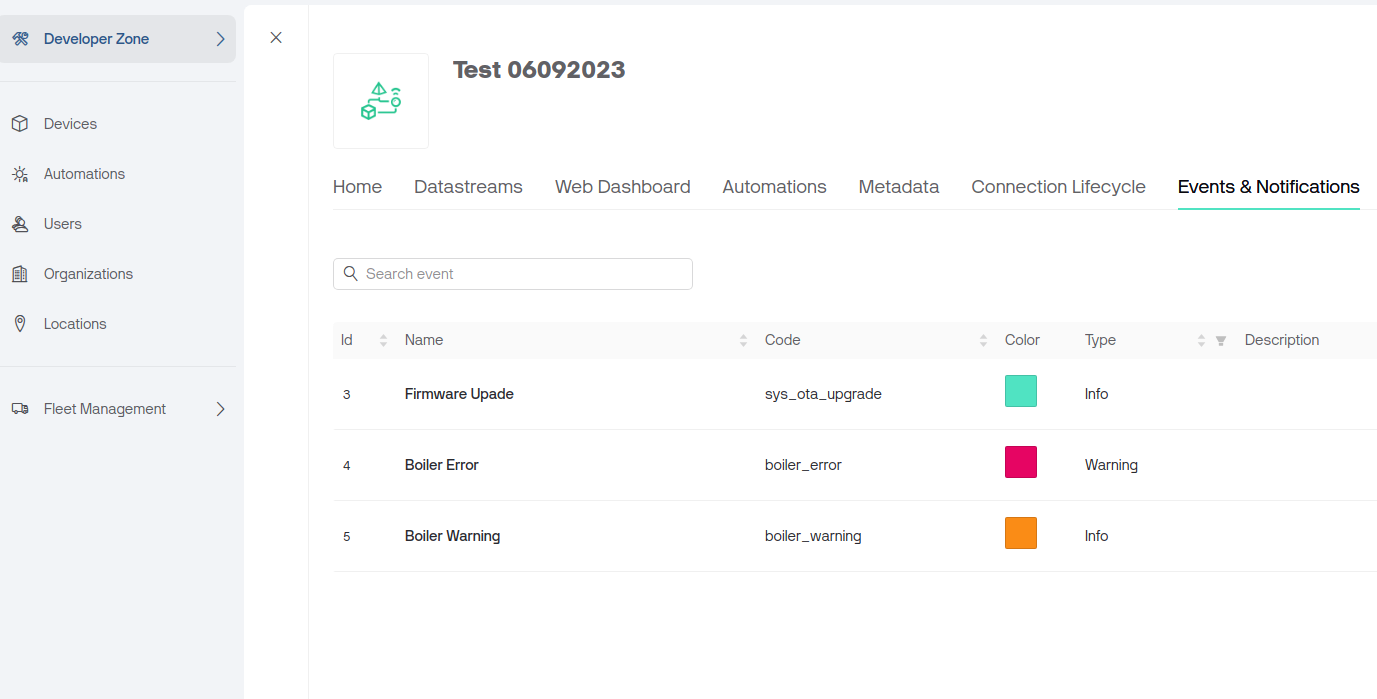 Developer Zone
Devices
Automations
Users
Organizations
Locations
Fleet Management
Test 06092023
Home Datastreams Web Dashboard Automations Metadata Connection Lifecycle Events & Notifications
Search event
Id Name Code Color Type Description
3 Firmware Upade sys_ota_upgrade Info
4 Boiler Error boiler_error Warning
5 Boiler Warning boiler_warning Info